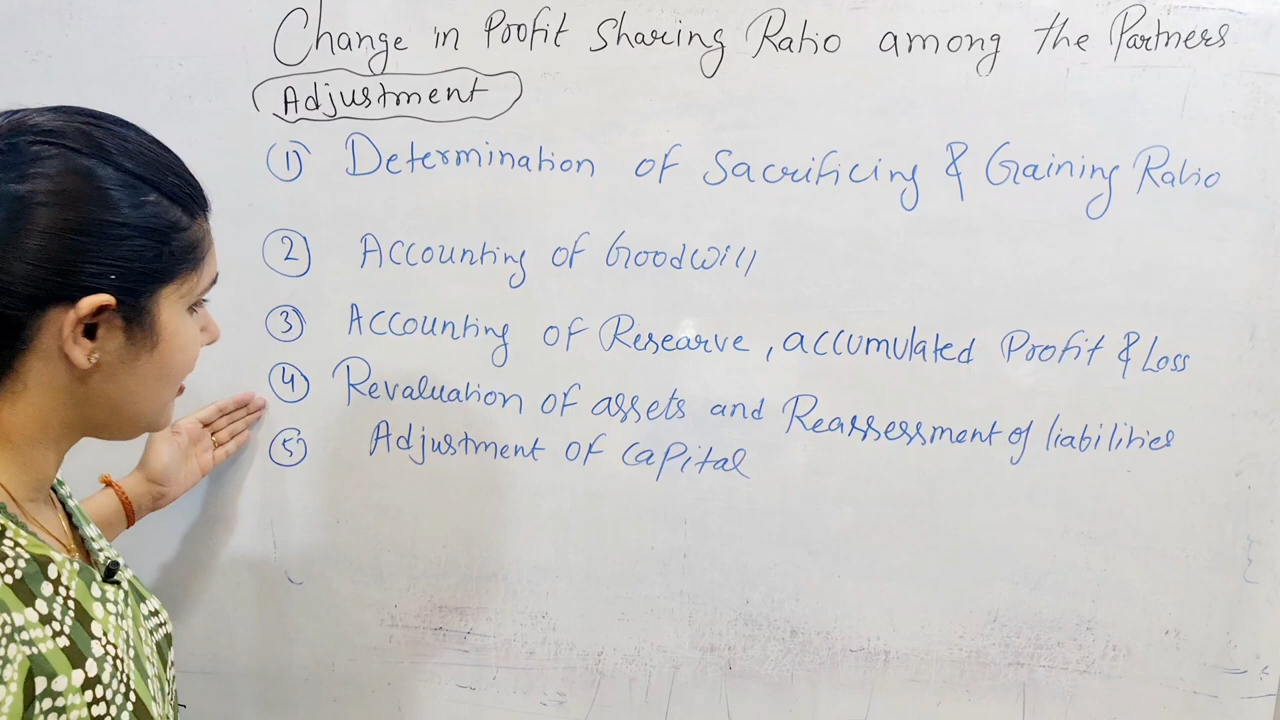 Change in Profit Sharing Ratio among the Partners
Adjustment
① Determination of Sacrificing & Gaining Ratio
② Accounting of Goodwill
③ Accounting of Researve, accumulated Profit & Loss
④ Revaluation of assets and Reassessment of liabilities
⑤ Adjustment of capital